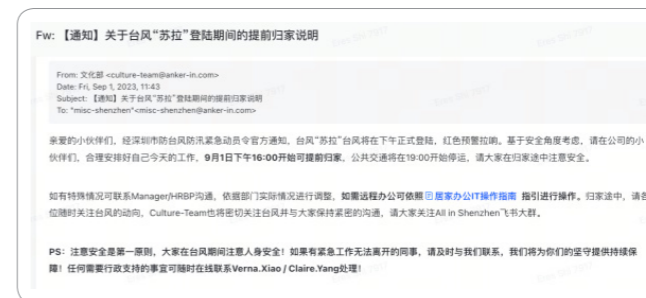 Fw: 【通知】关于台风“苏拉”登陆期间的提前归家说明
From: 文化部 <culture-team@anker-in.com>
Date: Fri, Sep 1, 2023, 11:43
Subject: 【通知】关于台风“苏拉”登陆期间的提前归家说明
To: "misc-shenzhen"<misc-shenzhen@anker-in.com>
亲爱的小伙伴们，经深圳市防台风防汛紧急动员令官方通知，台风“苏拉”台风将在下午正式登陆，红色预警拉响。基于安全角度考虑，请在公司的小
伙伴们，合理安排好自己今天的工作，9月1日下午16:00开始可提前归家，公共交通将在19:00开始停运，请大家在归家途中注意安全。
如有特殊情况可联系Manager/HRBP沟通，依据部门实际情况进行调整，如需远程办公可依照 居家办公IT操作指南 指引进行操作。归家途中，请各
位随时关注台风的动向，Culture-Team也将密切关注台风并与大家保持紧密的沟通，请大家关注All in Shenzhen飞书大群。
PS：注意安全是第一原则，大家在台风期间注意人身安全！如果有紧急工作无法离开的同事，请及时与我们联系，我们将为你们的坚守提供持续保
障！任何需要行政支持的事宜可随时在线联系Verna.Xiao / Claire.Yang处理！